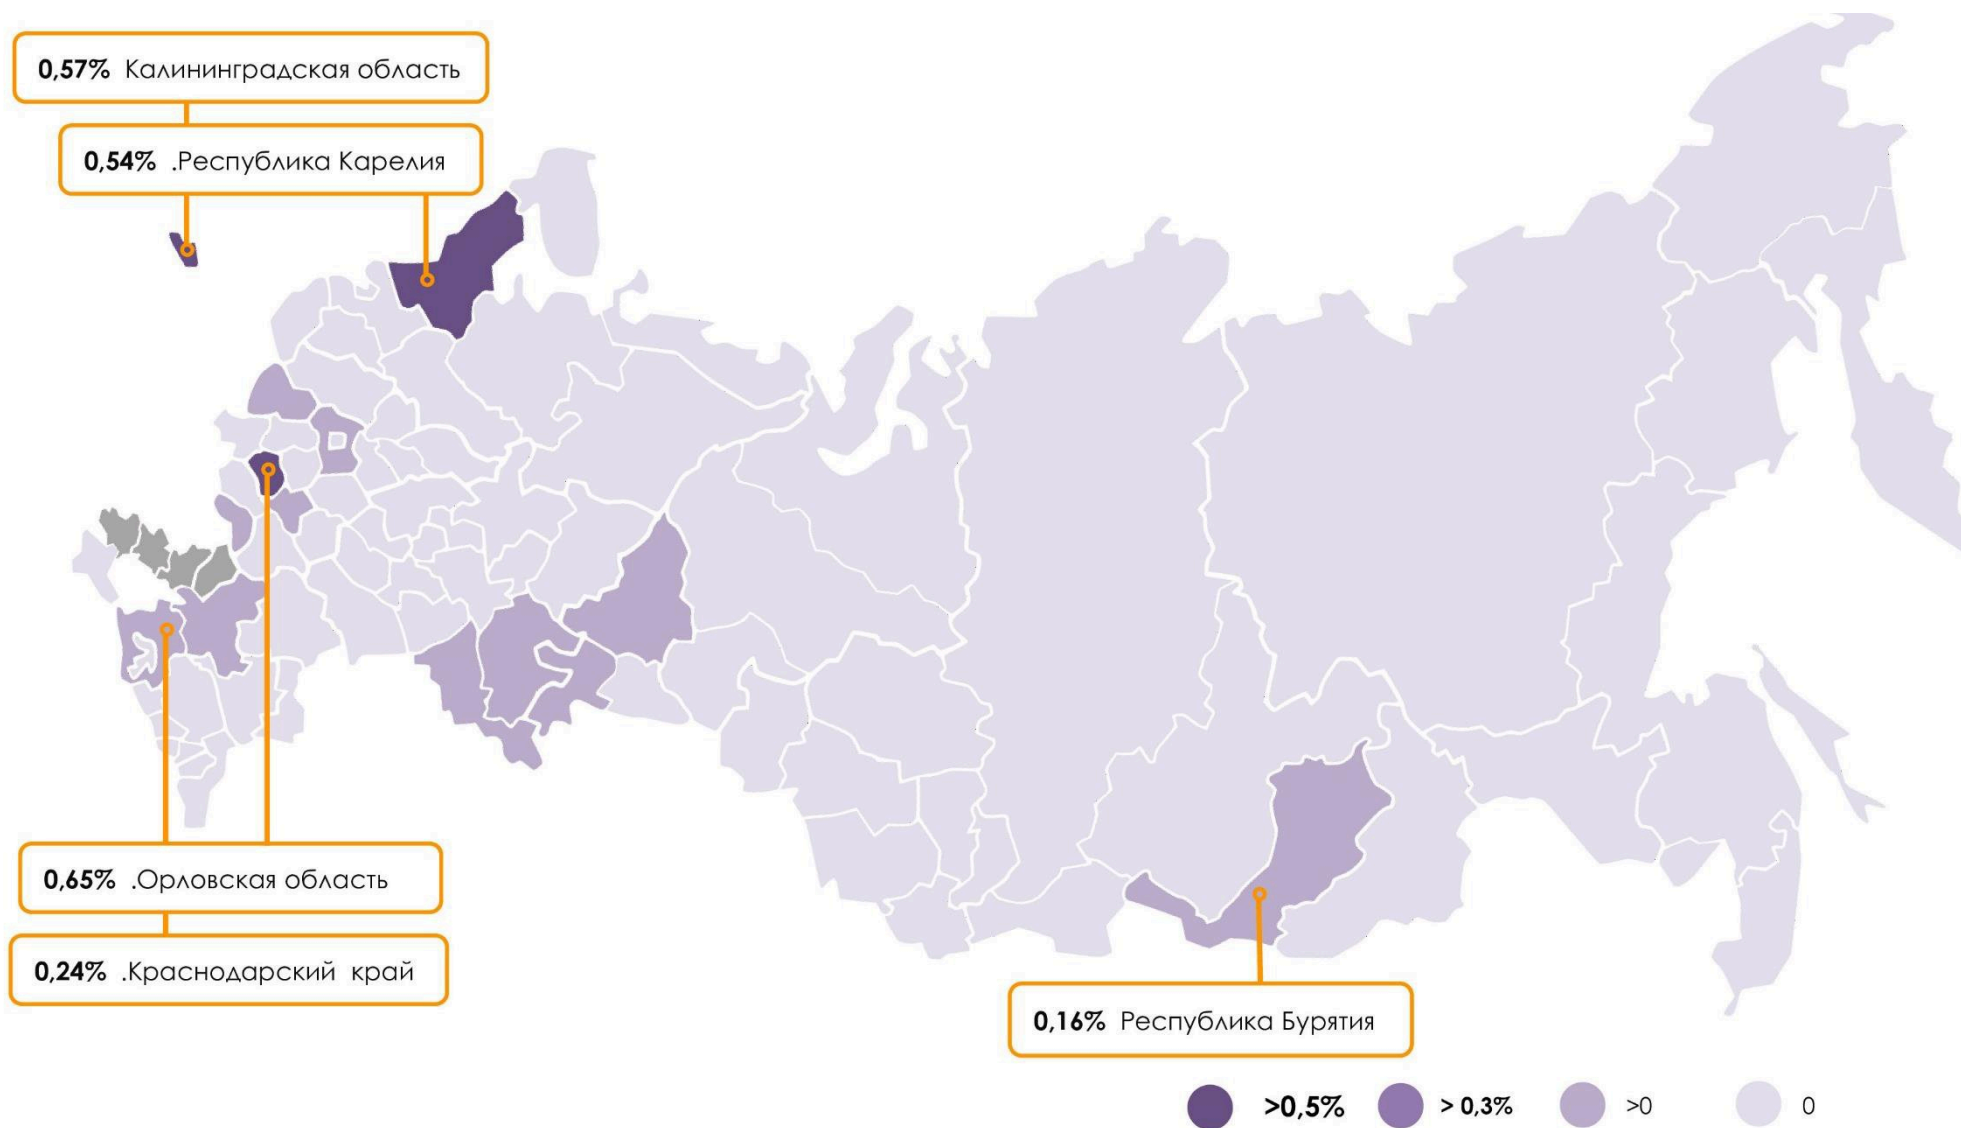 0,57% Калининградская область
0,54% .Республика Карелия
0,65% .Орловская область
0,24% .Краснодарский край
0,16% Республика Бурятия
>0,5% > 0,3% >0 0